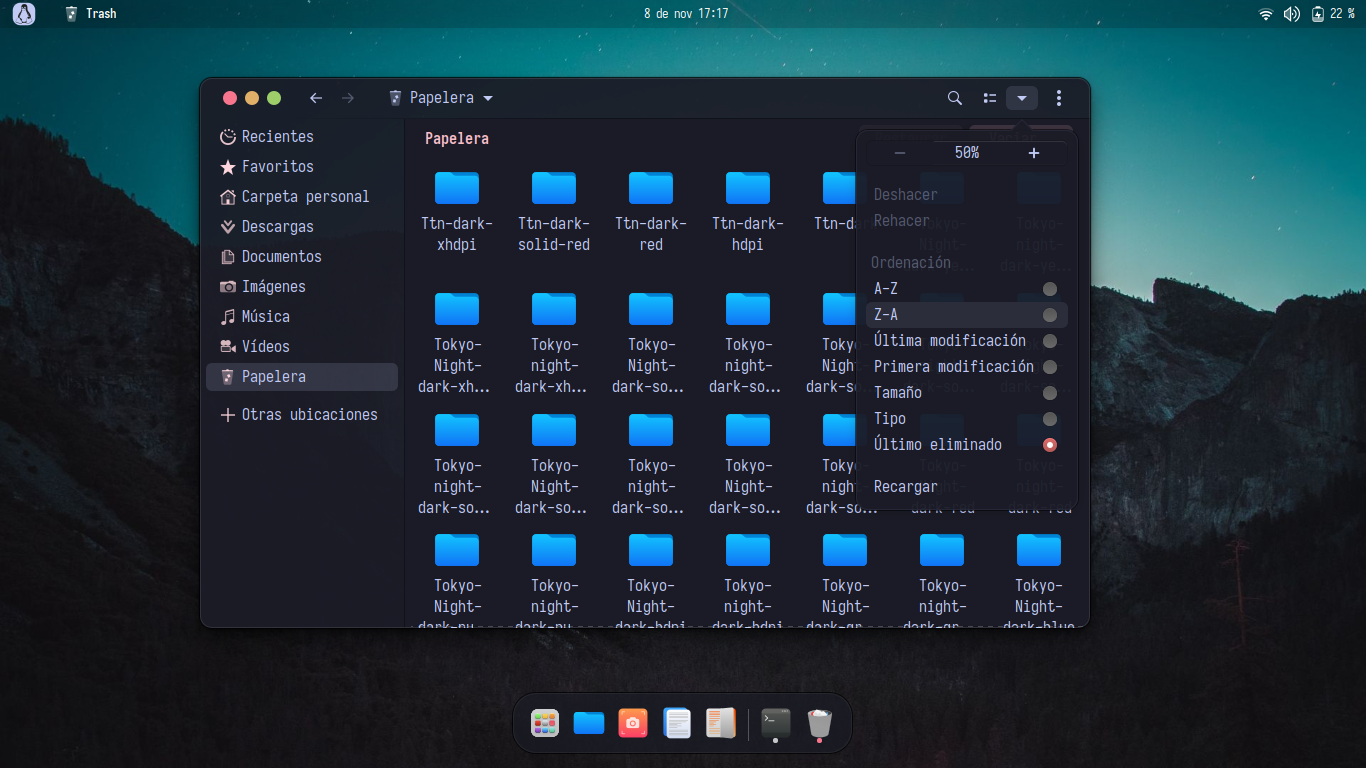 Trash
8 de nov 17:17
22 %
Papelera
Recientes
Favoritos
Carpeta personal
Descargas
Documentos
Imágenes
Música
Vídeos
Papelera
Otras ubicaciones
Papelera
Ttn-dark-
xhdpi
Ttn-dark-
solid-red
Ttn-dark-
red
Ttn-dark-
hdpi
Ttn-da
Tokyo-
Night-
dark-xh...
Tokyo-
night-
dark-xh...
Tokyo-
Night-
dark-so...
Tokyo-
night-
dark-so...
Tokyo-
Night-
dark-so
Tokyo-
night-
dark-so...
Tokyo-
Night-
dark-so...
Tokyo-
night-
dark-so...
Tokyo-
Night-
dark-so...
Tokyo-
night-
dark-so...
dark-red
dark-red
Tokyo-
Night-
dark-pu
Tokyo-
night-
dark-pu
Tokyo-
Night-
dark-hdpi
Tokyo-
night-
dark-hdpi
Tokyo-
Night-
dark-gr
Tokyo-
night-
dark-gr
Tokyo-
Night-
dark-blue
50%
Deshacer
Rehacer
Ordenación
A-Z
Z-A
Última modificación
Primera modificación
Tamaño
Tipo
Último eliminado
Recargar